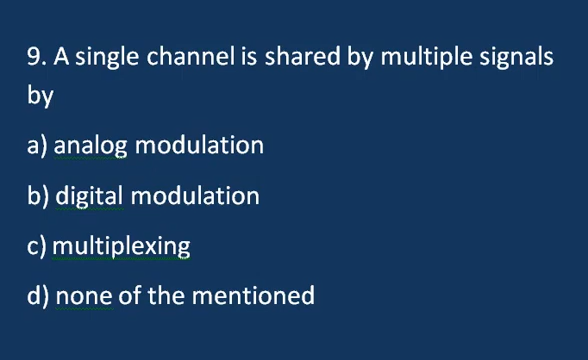 9. A single channel is shared by multiple signals
by
a) analog modulation
b) digital modulation
c) multiplexing
d) none of the mentioned